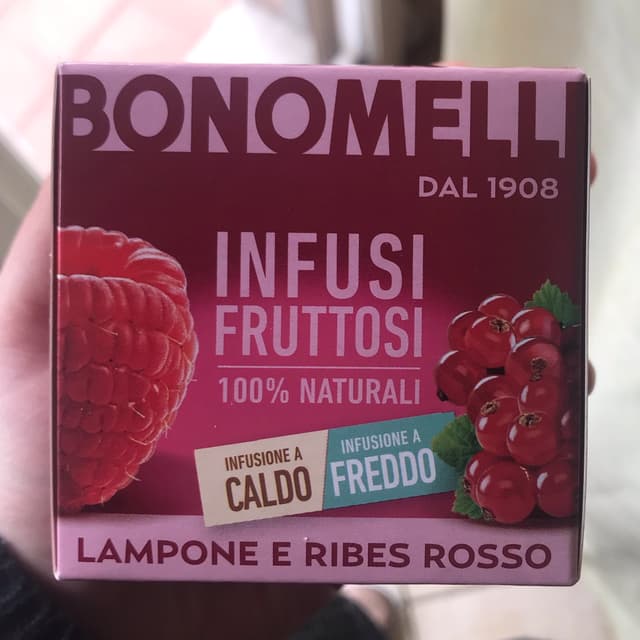 BONOMELLI
DAL 1908
INFUSI
FRUTTOSI
100% NATURALI
INFUSIONE A
CALDO
INFUSIONE A
FREDDO
LAMPONE E RIBES ROSSO